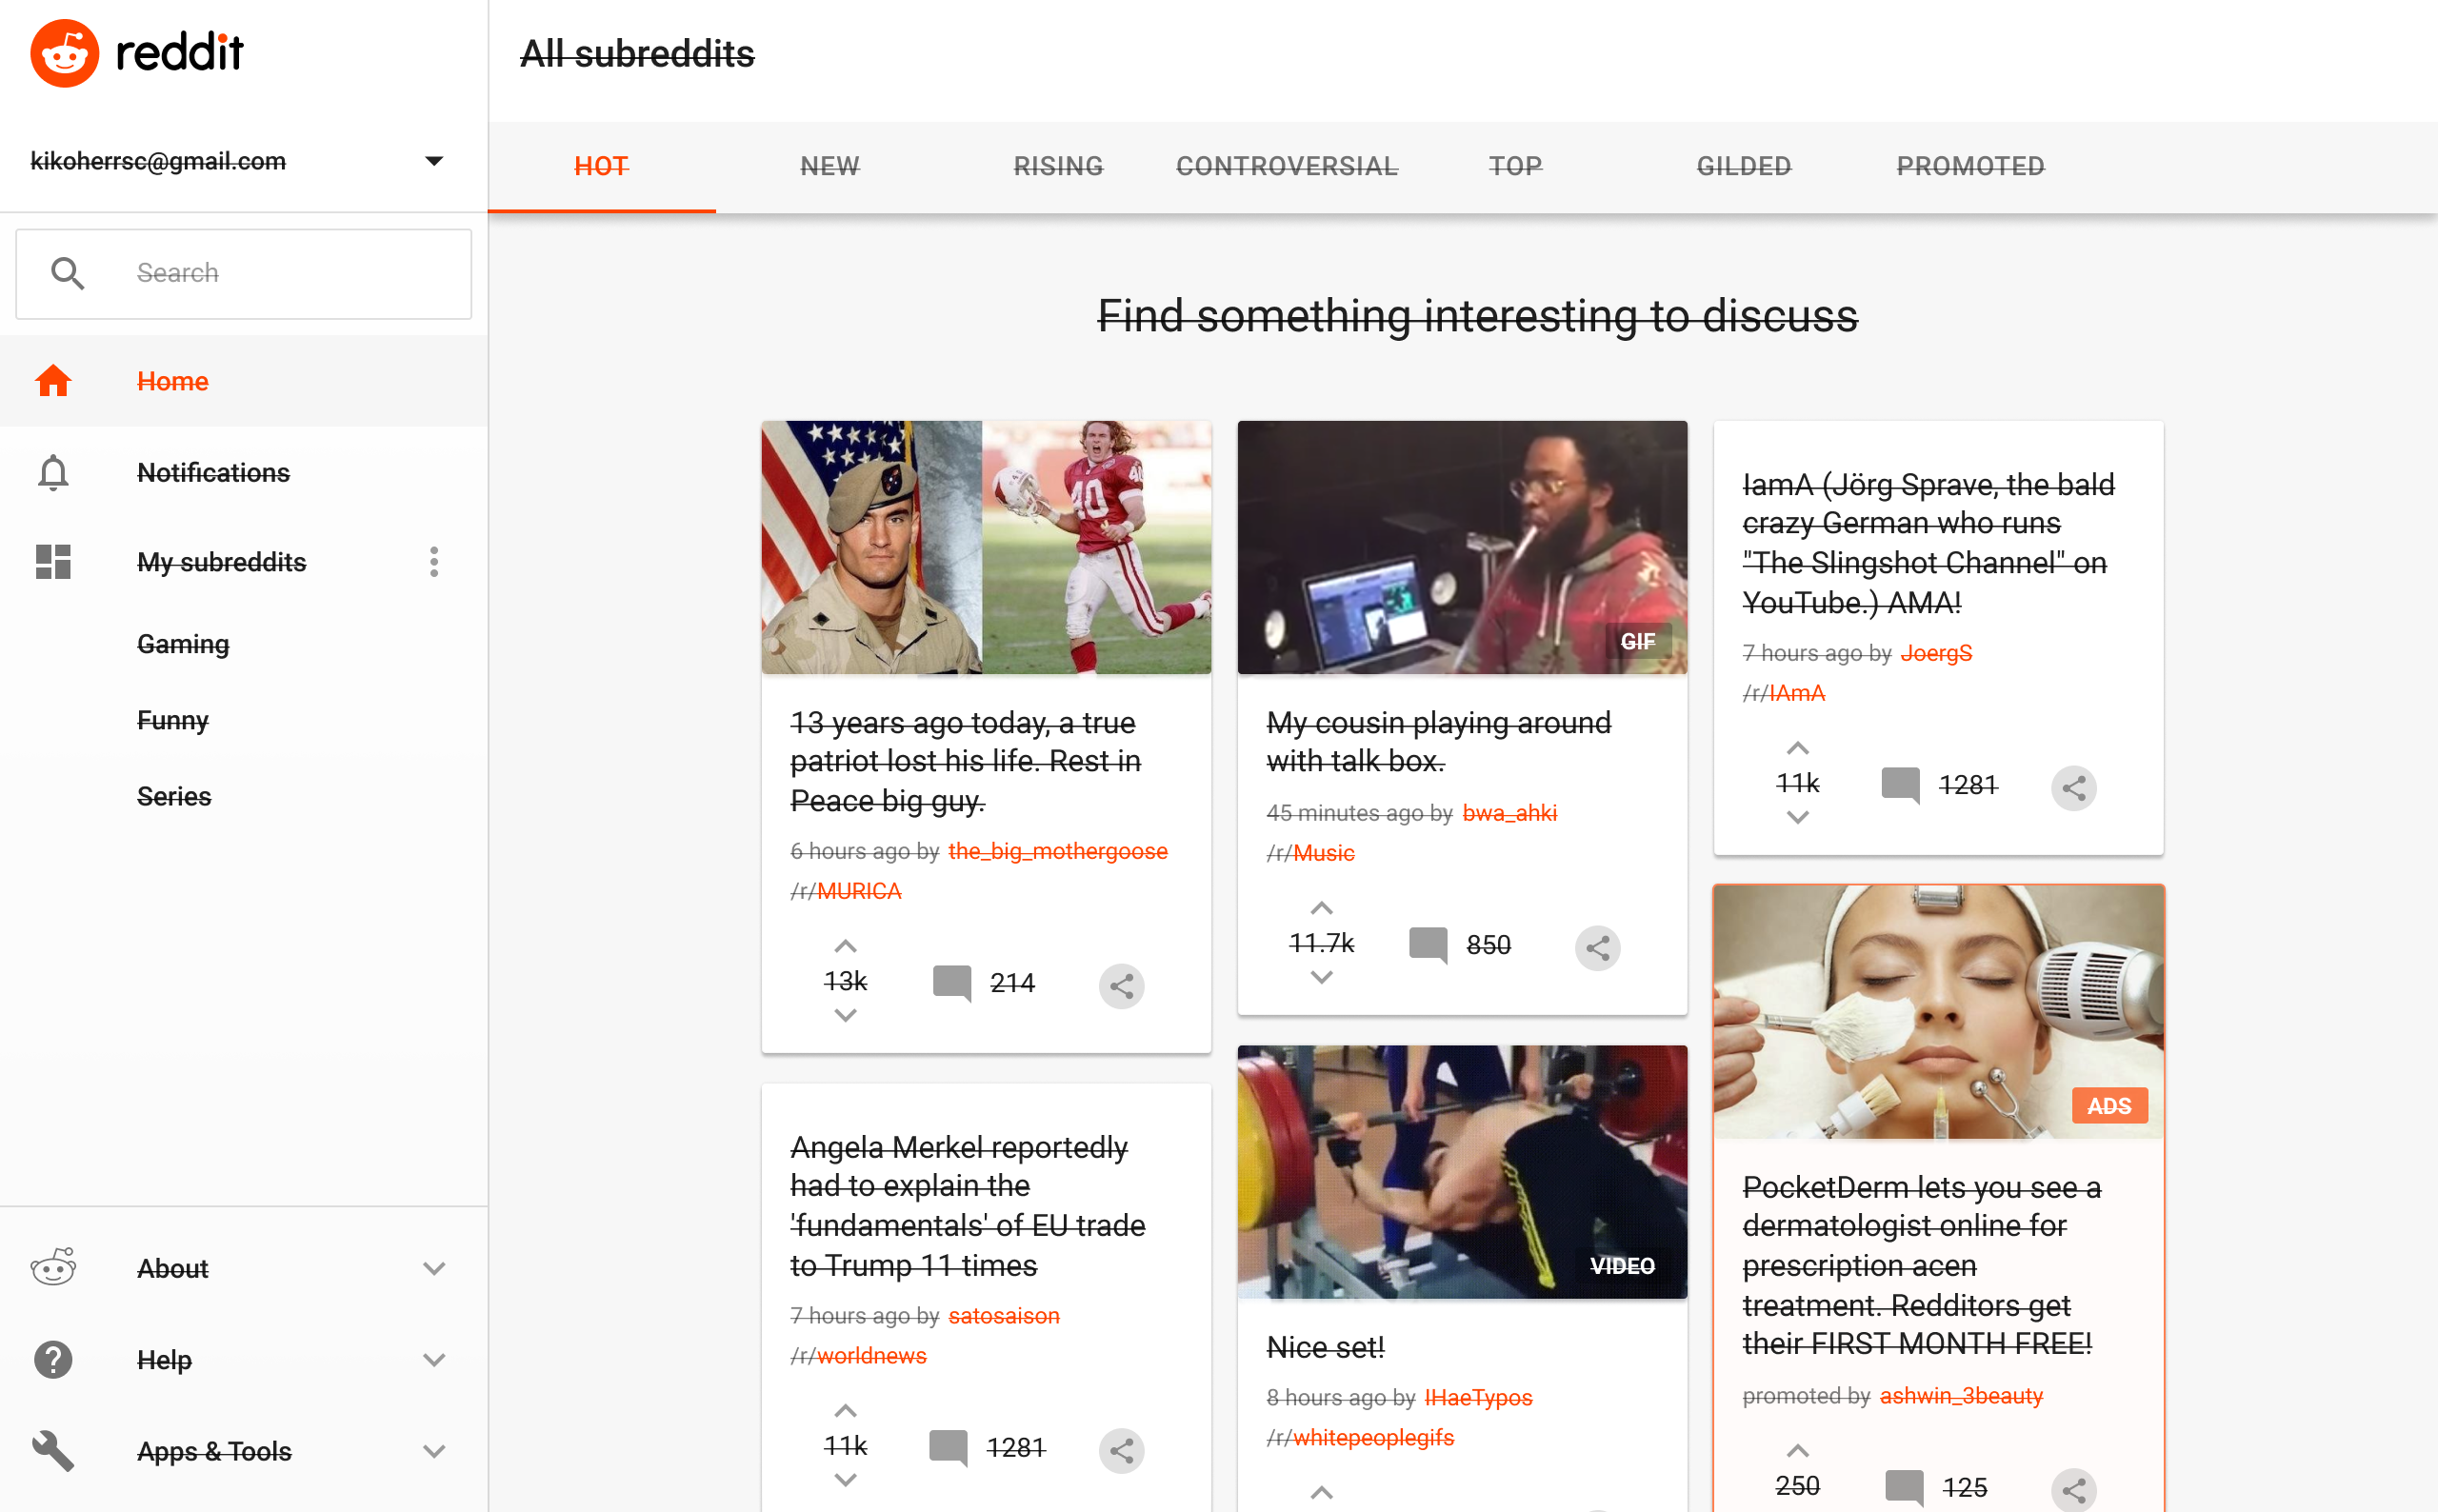 reddit
kikoherrsc@gmail.com
Search
Home
Notifications
My subreddits
Gaming
Funny
Series
About
Help
Apps & Tools
All subreddits
HOT
NEW
RISING
CONTROVERSIAL
TOP
GILDED
PROMOTED
Find something interesting to discuss
40
13 years ago today, a true
patriot lost his life. Rest in
Peace big guy.
6 hours ago by the_big_mothergoose
/r/MURICA
13k
214
Angela Merkel reportedly
had to explain the
'fundamentals' of EU trade
to Trump 11 times
7 hours ago by satosaison
/r/worldnews
11k
1281
GIF
My cousin playing around
with talk box.
45 minutes ago by bwa_ahki
/r/Music
11.7k
850
VIDEO
Nice set!
8 hours ago by IHaeTypos
/r/whitepeoplegifs
IamA (Jörg Sprave, the bald
crazy German who runs
"The Slingshot Channel" on
YouTube.) AMA!
7 hours ago by JoergS
/r/IAmA
11k
1281
ADS
PocketDerm lets you see a
dermatologist online for
prescription acen
treatment. Redditors get
their FIRST MONTH FREE!
promoted by ashwin_3beauty
250
125